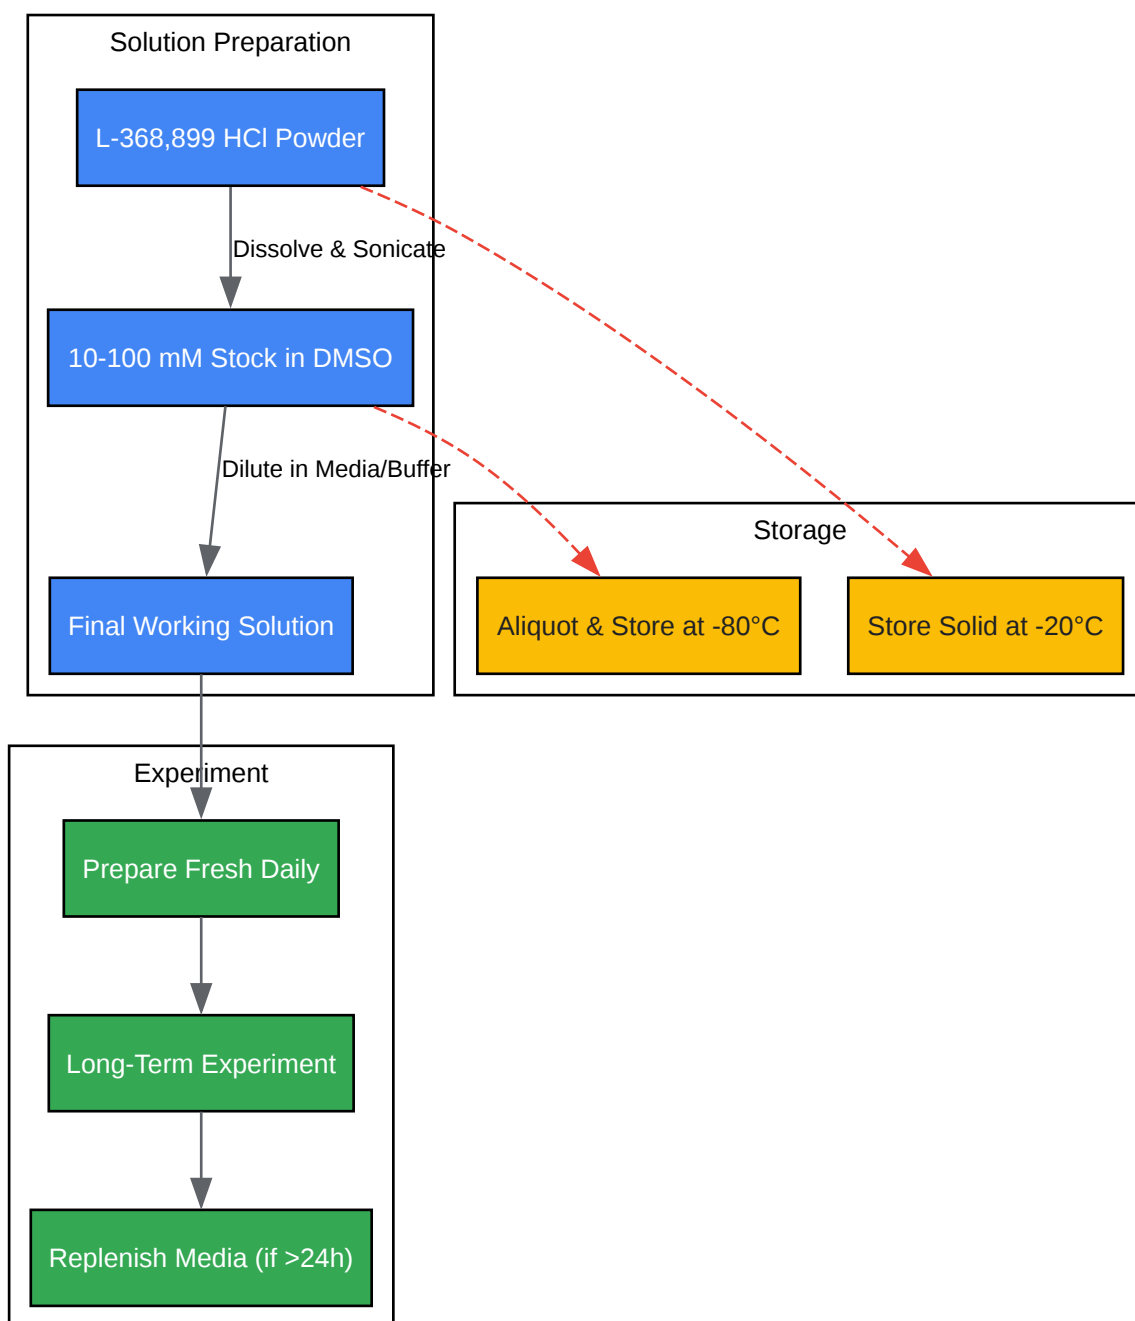 Solution Preparation
L-368,899 HCl Powder
Dissolve & Sonicate
10-100 mM Stock in DMSO
Dilute in Media/Buffer
Final Working Solution
Storage
Aliquot & Store at -80°C
Store Solid at -20°C
Experiment
Prepare Fresh Daily
Long-Term Experiment
Replenish Media (if >24h)